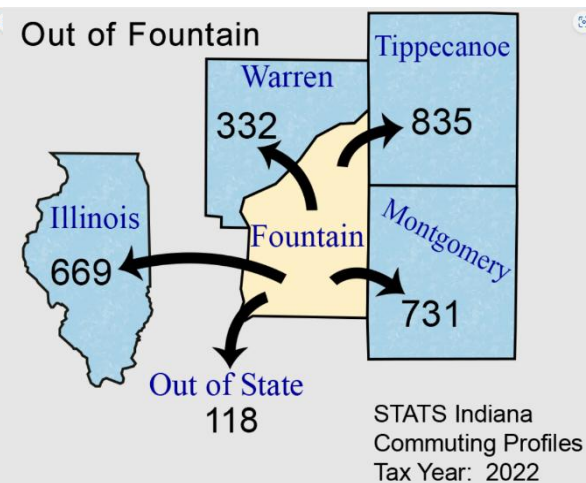 Out of Fountain
Tippecanoe
835
Warren
332
Illinois
669
Fountain
Montgomery
731
Out of State
118
STATS Indiana
Commuting Profiles
Tax Year: 2022